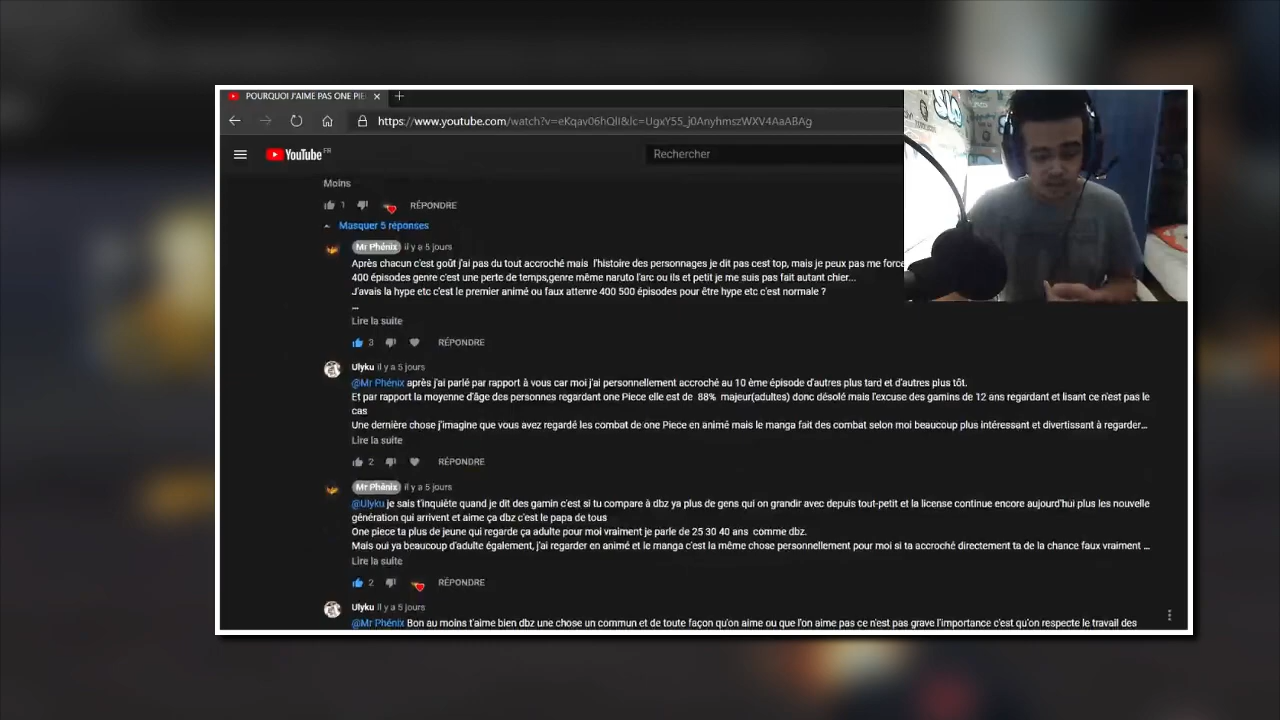 POURQUOI J'AIME PAS ONE PIE
https://www.youtube.com/watch?v=eKqav06hQlI&lc=UgxY55_j0AnyhmszWXV4AaABAg
YouTube FR
Rechercher
Moins
1 RÉPONDRE
Masquer 5 réponses
Mr Phénix il y a 5 jours
Après chacun c'est goût j'ai pas du tout accroché mais l'histoire des personnages je dit pas cest top, mais je peux pas me force
400 épisodes genre c'est une perte de temps,genre même naruto l'arc ou ils et petit je me suis pas fait autant chier...
J'avais la hype etc c'est le premier animé ou faux attenre 400 500 épisodes pour être hype etc c'est normale ?
...
Lire la suite
3 RÉPONDRE
Ulyku il y a 5 jours
@Mr Phénix après j'ai parlé par rapport à vous car moi j'ai personnellement accroché au 10 ème épisode d'autres plus tard et d'autres plus tôt.
Et par rapport la moyenne d'âge des personnes regardant one Piece elle est de 88% majeur(adultes) donc désolé mais l'excuse des gamins de 12 ans regardant et lisant ce n'est pas le
cas
Une dernière chose j'imagine que vous avez regardé les combat de one Piece en animé mais le manga fait des combat selon moi beaucoup plus intéressant et divertissant à regarder...
Lire la suite
2 RÉPONDRE
Mr Phénix il y a 5 jours
@Ulyku je sais t'inquiète quand je dit des gamin c'est si tu compare à dbz ya plus de gens qui on grandir avec depuis tout-petit et la license continue encore aujourd'hui plus les nouvelle
génération qui arrivent et aime ça dbz c'est le papa de tous
One piece ta plus de jeune qui regarde ça adulte pour moi vraiment je parle de 25 30 40 ans comme dbz.
Mais oui ya beaucoup d'adulte également, j'ai regarder en animé et le manga c'est la même chose personnellement pour moi si ta accroché directement ta de la chance faux vraiment ...
Lire la suite
2 RÉPONDRE
Ulyku il y a 5 jours
@Mr Phénix Bon au moins t'aime bien dbz une chose un commun et de toute façon qu'on aime ou que l'on aime pas ce n'est pas grave l'importance c'est qu'on respecte le travail des